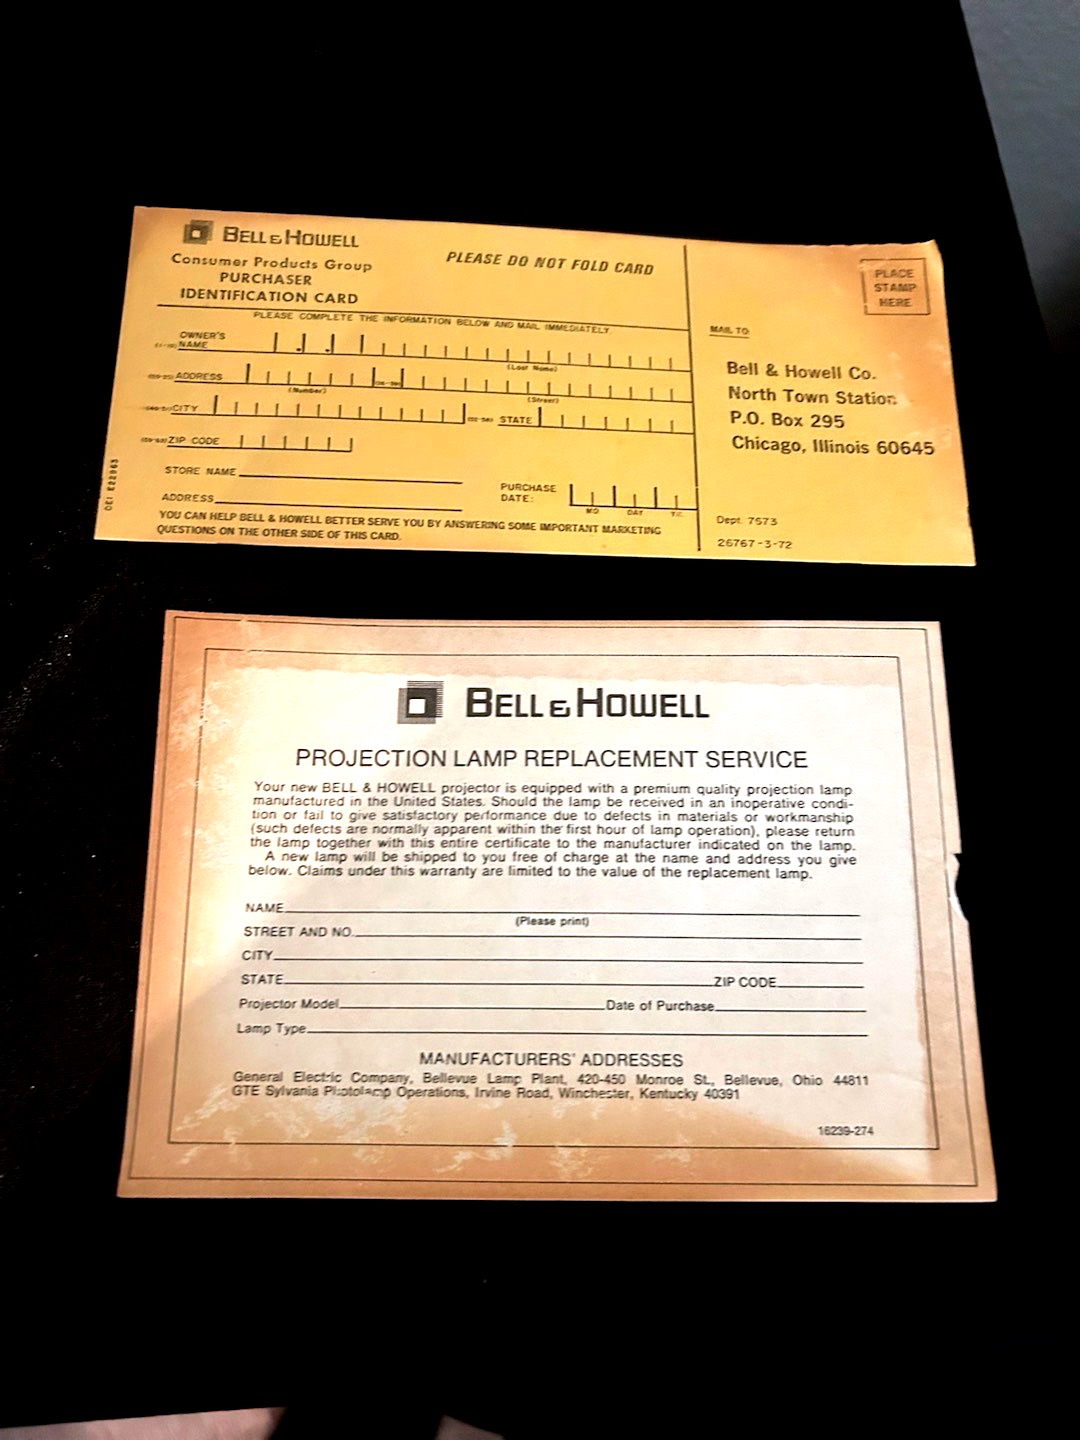 BELL & HOWELL
Consumer Products Group
PURCHASER
IDENTIFICATION CARD
PLEASE DO NOT FOLD CARD
PLEASE COMPLETE THE INFORMATION BELOW AND MAIL IMMEDIATELY.
OWNER'S
NAME
(Last Name)
ADDRESS
(Number) (Street)
CITY STATE
ZIP CODE
STORE NAME
ADDRESS
PURCHASE
DATE:
MO DAY
YOU CAN HELP BELL & HOWELL BETTER SERVE YOU BY ANSWERING SOME IMPORTANT MARKETING
QUESTIONS ON THE OTHER SIDE OF THIS CARD.
DEI E22963
PLACE
STAMP
HERE
MAIL TO:
Bell & Howell Co.
North Town Station
P.O. Box 295
Chicago, Illinois 60645
Dept. 7573
26767-3-72
BELL & HOWELL
PROJECTION LAMP REPLACEMENT SERVICE
Your new BELL & HOWELL projector is equipped with a premium quality projection lamp
manufactured in the United States. Should the lamp be received in an inoperative condi-
tion or fail to give satisfactory performance due to defects in materials or workmanship
(such defects are normally apparent within the first hour of lamp operation), please return
the lamp together with this entire certificate to the manufacturer indicated on the lamp.
A new lamp will be shipped to you free of charge at the name and address you give
below. Claims under this warranty are limited to the value of the replacement lamp.
NAME
(Please print)
STREET AND NO.
CITY
STATE ZIP CODE
Projector Model Date of Purchase
Lamp Type
MANUFACTURERS' ADDRESSES
General Electric Company, Bellevue Lamp Plant, 420-450 Monroe St., Bellevue, Ohio 44811
GTE Sylvania Photolamp Operations, Irvine Road, Winchester, Kentucky 40391
16239-274